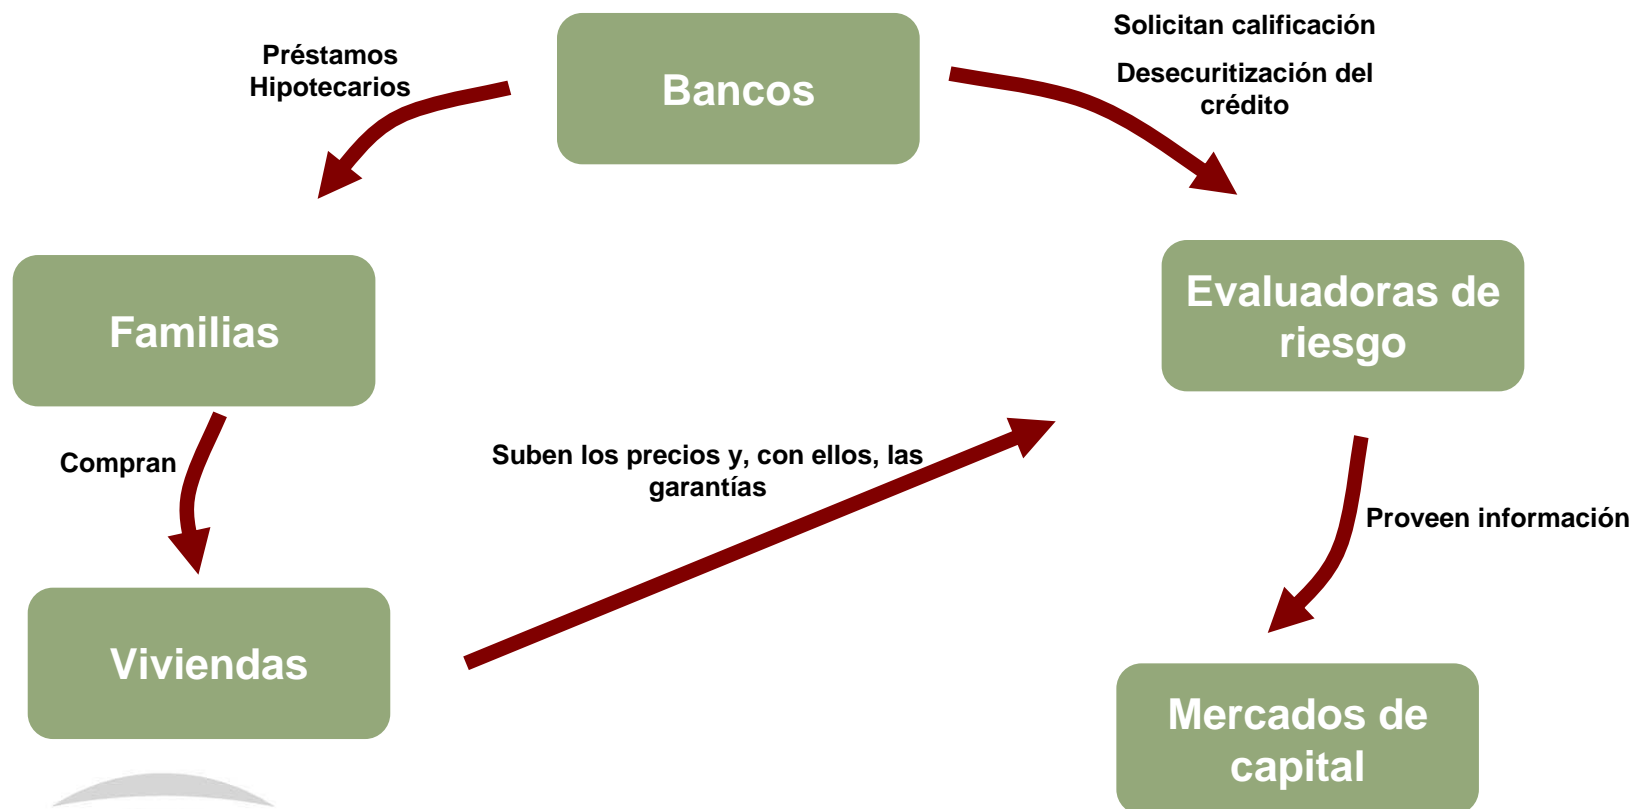 Solicitan calificación
Préstamos
Hipotecarios
Bancos
Desecuritización del
crédito
Familias
Evaluadoras de
riesgo
Compran
Suben los precios y, con ellos, las
garantías
Proveen información
Viviendas
Mercados de
capital